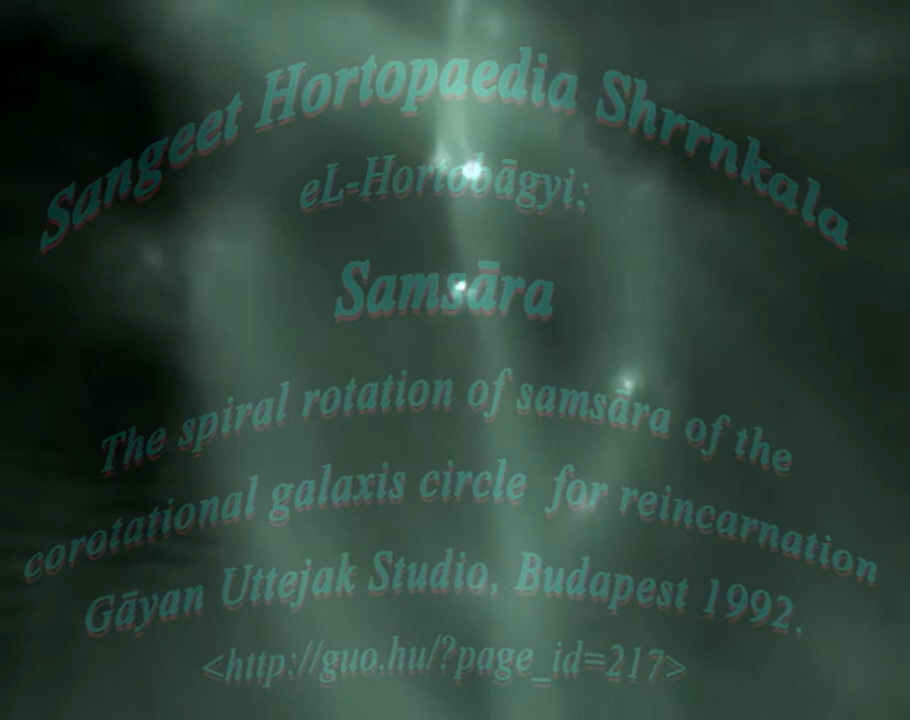 Sangeet Hortopaedia Shrrnkala
eL-Hortobāgyi:
Samsāra
The spiral rotation of samsāra of the
corotational galaxis circle for reincarnation
Gāyan Uttejak Studio, Budapest 1992.
<http://guo.hu/?page_id=217>